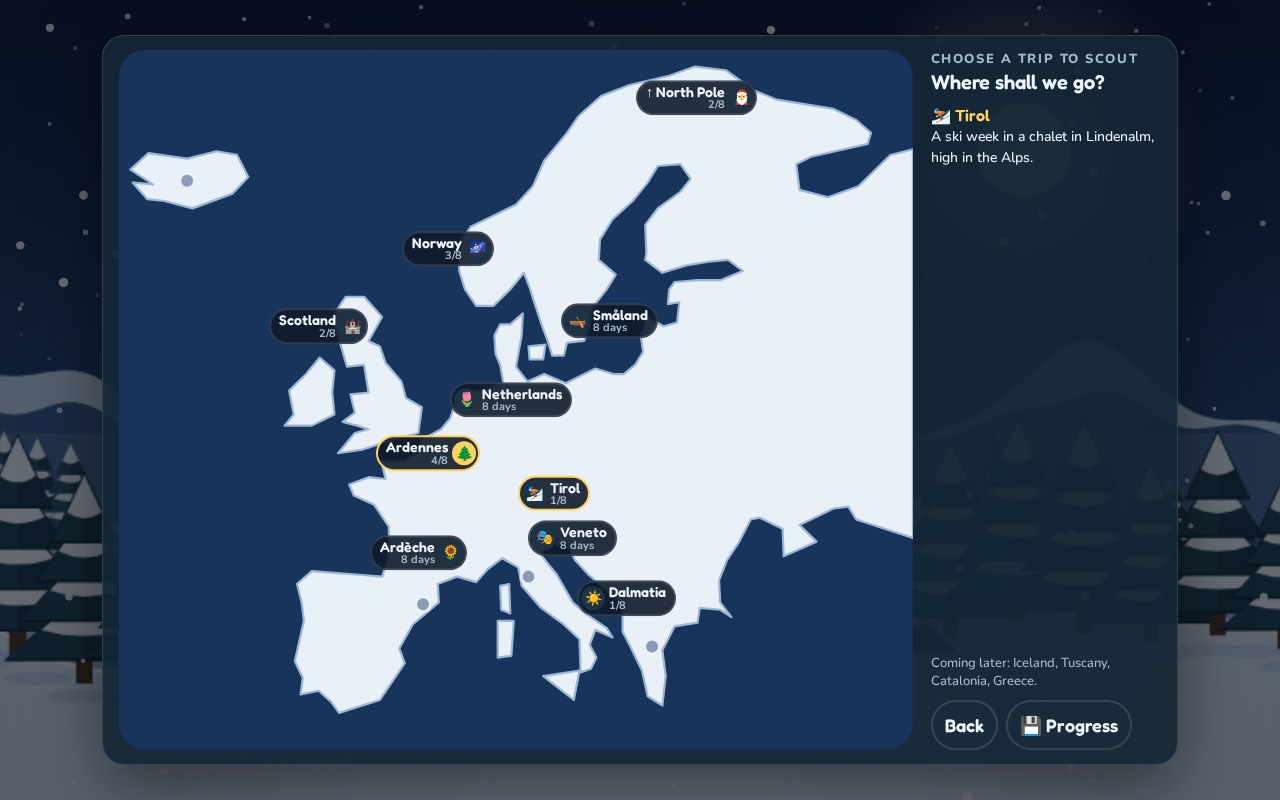 CHOOSE A TRIP TO SCOUT
Where shall we go?
Tirol
A ski week in a chalet in Lindenalm,
high in the Alps.
↑ North Pole
2/8
Norway
3/8
Scotland
2/8
Småland
8 days
Netherlands
8 days
Ardennes
4/8
Tirol
1/8
Veneto
8 days
Ardèche
8 days
Dalmatia
1/8
Coming later: Iceland, Tuscany,
Catalonia, Greece.
Back
Progress